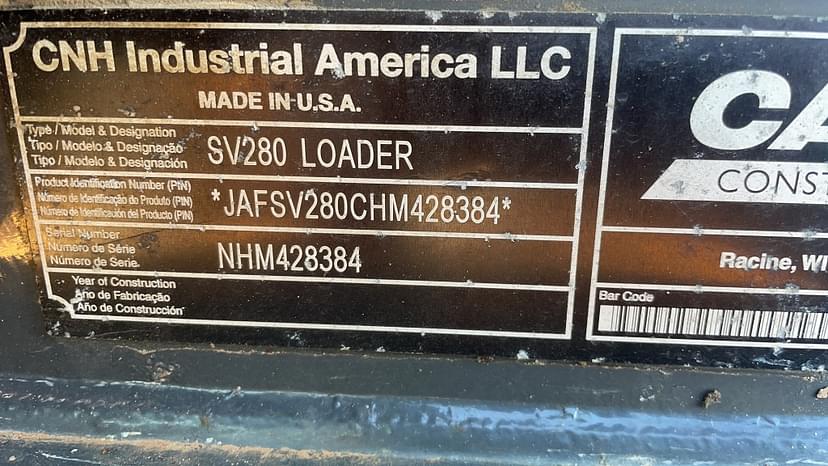 CNH Industrial America LLC
MADE IN U.S.A.
Type / Model & Designation
Tipo / Modelo & Designação
Tipo / Modelo & Designación
SV280 LOADER
Product Identification Number (PIN)
Número de Identificação do Produto (PIN)
Número de Identificación del Producto (PIN)
*JAFSV280CHM428384*
Serial Number
Número de Série
Número de Serie
NHM428384
Year of Construction
Ano de Fabricação
Año de Construcción
CA
CONST
Racine, WI
Bar Code